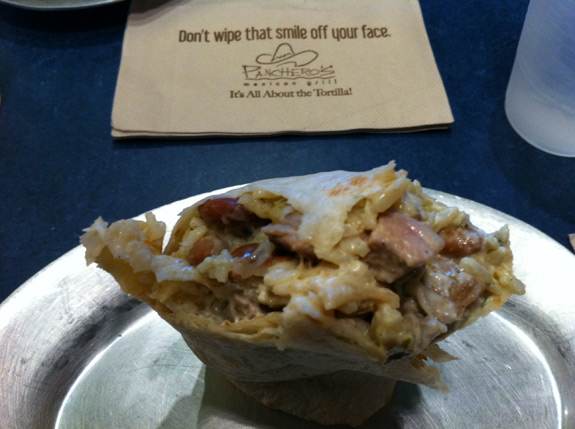 Don't wipe that smile off your face.
PANCHERO'S
mexican grill
It's All About the Tortilla!